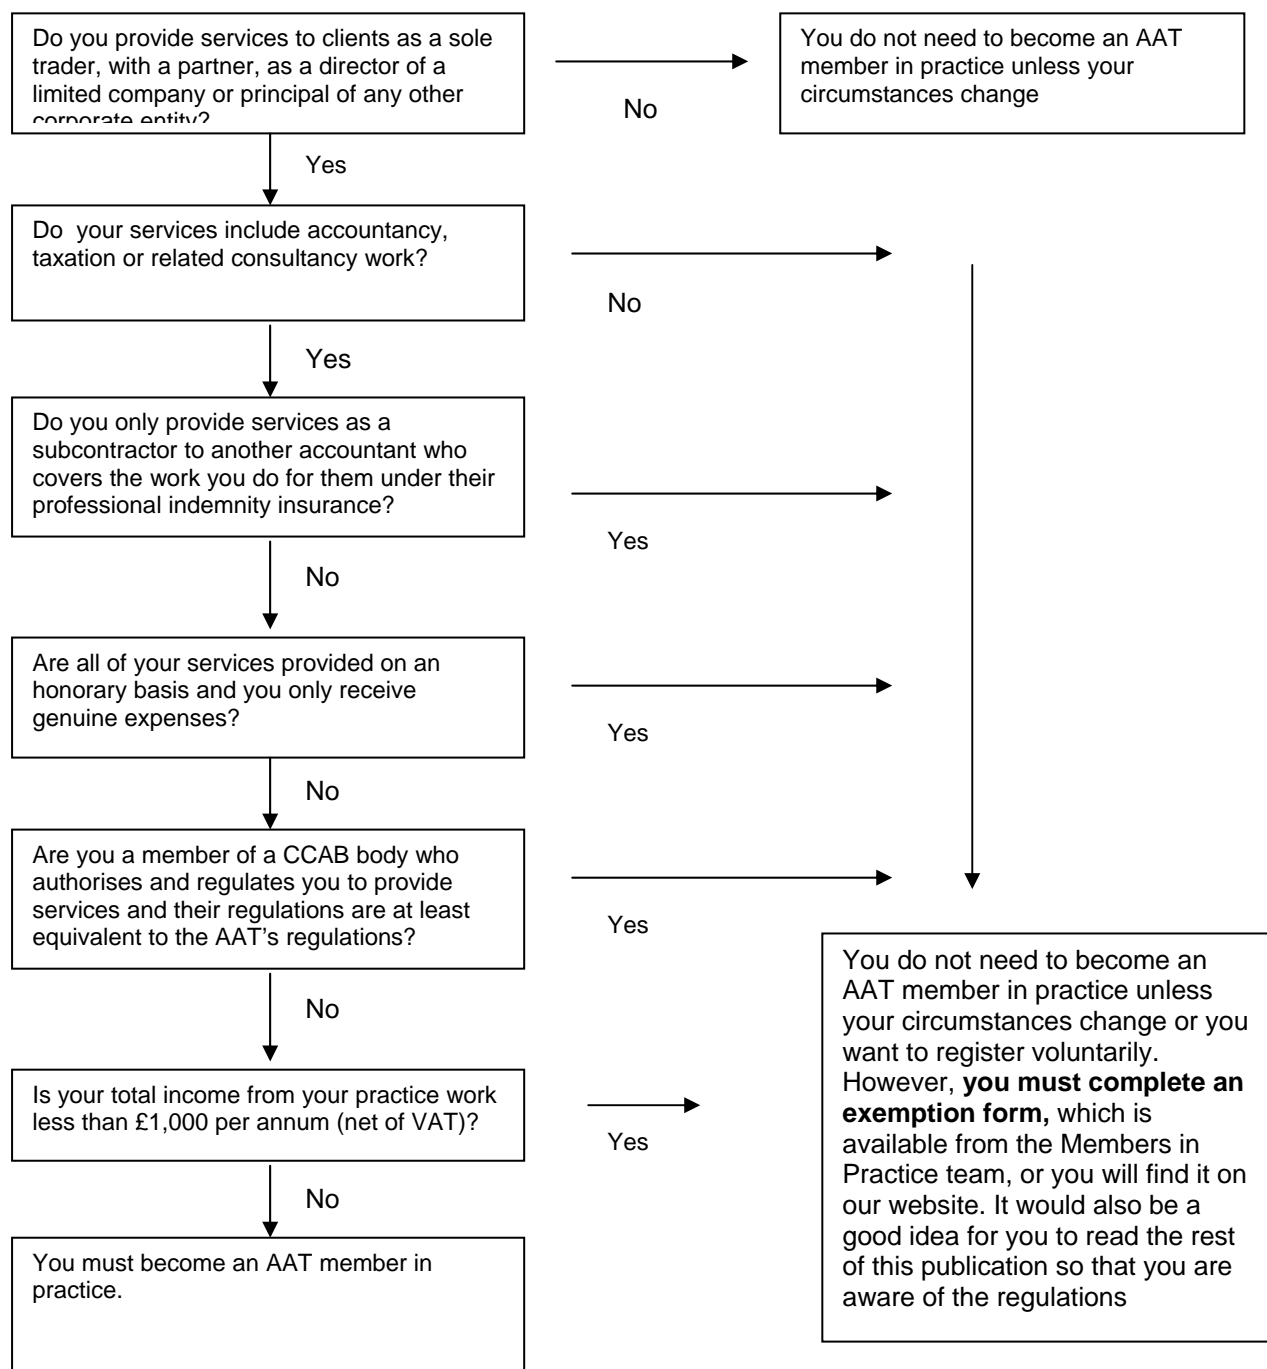 Do you provide services to clients as a sole
trader, with a partner, as a director of a
limited company or principal of any other
corporate entity?
No
You do not need to become an AAT
member in practice unless your
circumstances change
Yes
Do your services include accountancy,
taxation or related consultancy work?
No
Yes
Do you only provide services as a
subcontractor to another accountant who
covers the work you do for them under their
professional indemnity insurance?
Yes
No
Are all of your services provided on an
honorary basis and you only receive
genuine expenses?
Yes
No
Are you a member of a CCAB body who
authorises and regulates you to provide
services and their regulations are at least
equivalent to the AAT’s regulations?
Yes
No
Is your total income from your practice work
less than £1,000 per annum (net of VAT)?
Yes
No
You must become an AAT member in
practice.
You do not need to become an
AAT member in practice unless
your circumstances change or you
want to register voluntarily.
However, you must complete an
exemption form, which is
available from the Members in
Practice team, or you will find it on
our website. It would also be a
good idea for you to read the rest
of this publication so that you are
aware of the regulations